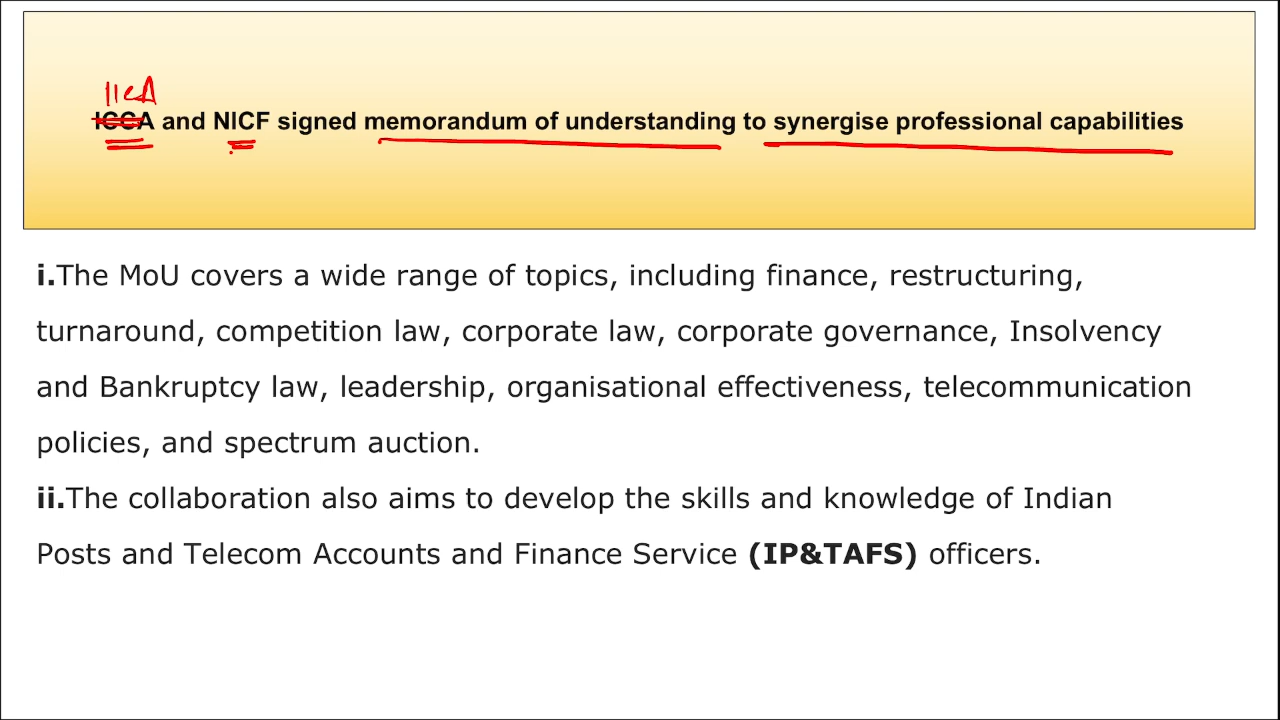 IICA
ICCA and NICF signed memorandum of understanding to synergise professional capabilities
i.The MoU covers a wide range of topics, including finance, restructuring,
turnaround, competition law, corporate law, corporate governance, Insolvency
and Bankruptcy law, leadership, organisational effectiveness, telecommunication
policies, and spectrum auction.
ii.The collaboration also aims to develop the skills and knowledge of Indian
Posts and Telecom Accounts and Finance Service (IP&TAFS) officers.